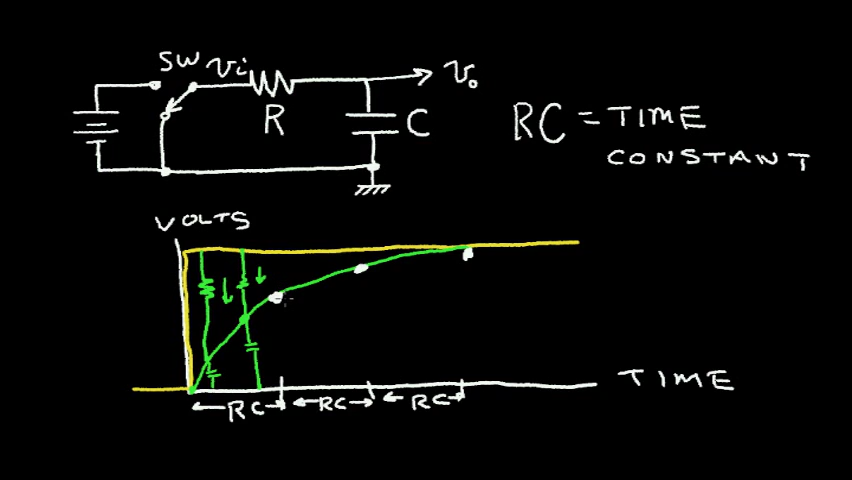 SW Vi
R
C
Vo
RC = TIME
CONSTANT
VOLTS
TIME
RC RC RC